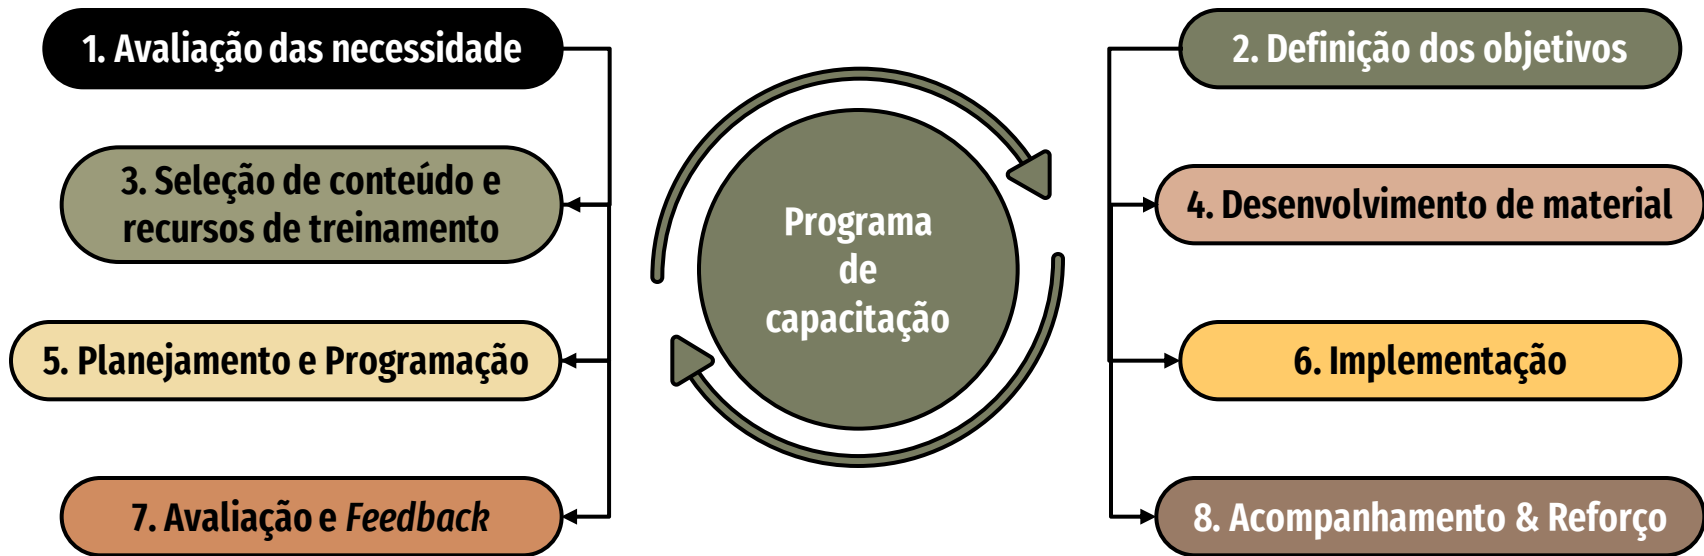 1. Avaliação das necessidade
2. Definição dos objetivos
3. Seleção de conteúdo e
recursos de treinamento
4. Desenvolvimento de material
Programa
de
capacitação
5. Planejamento e Programação
6. Implementação
7. Avaliação e Feedback
8. Acompanhamento & Reforço